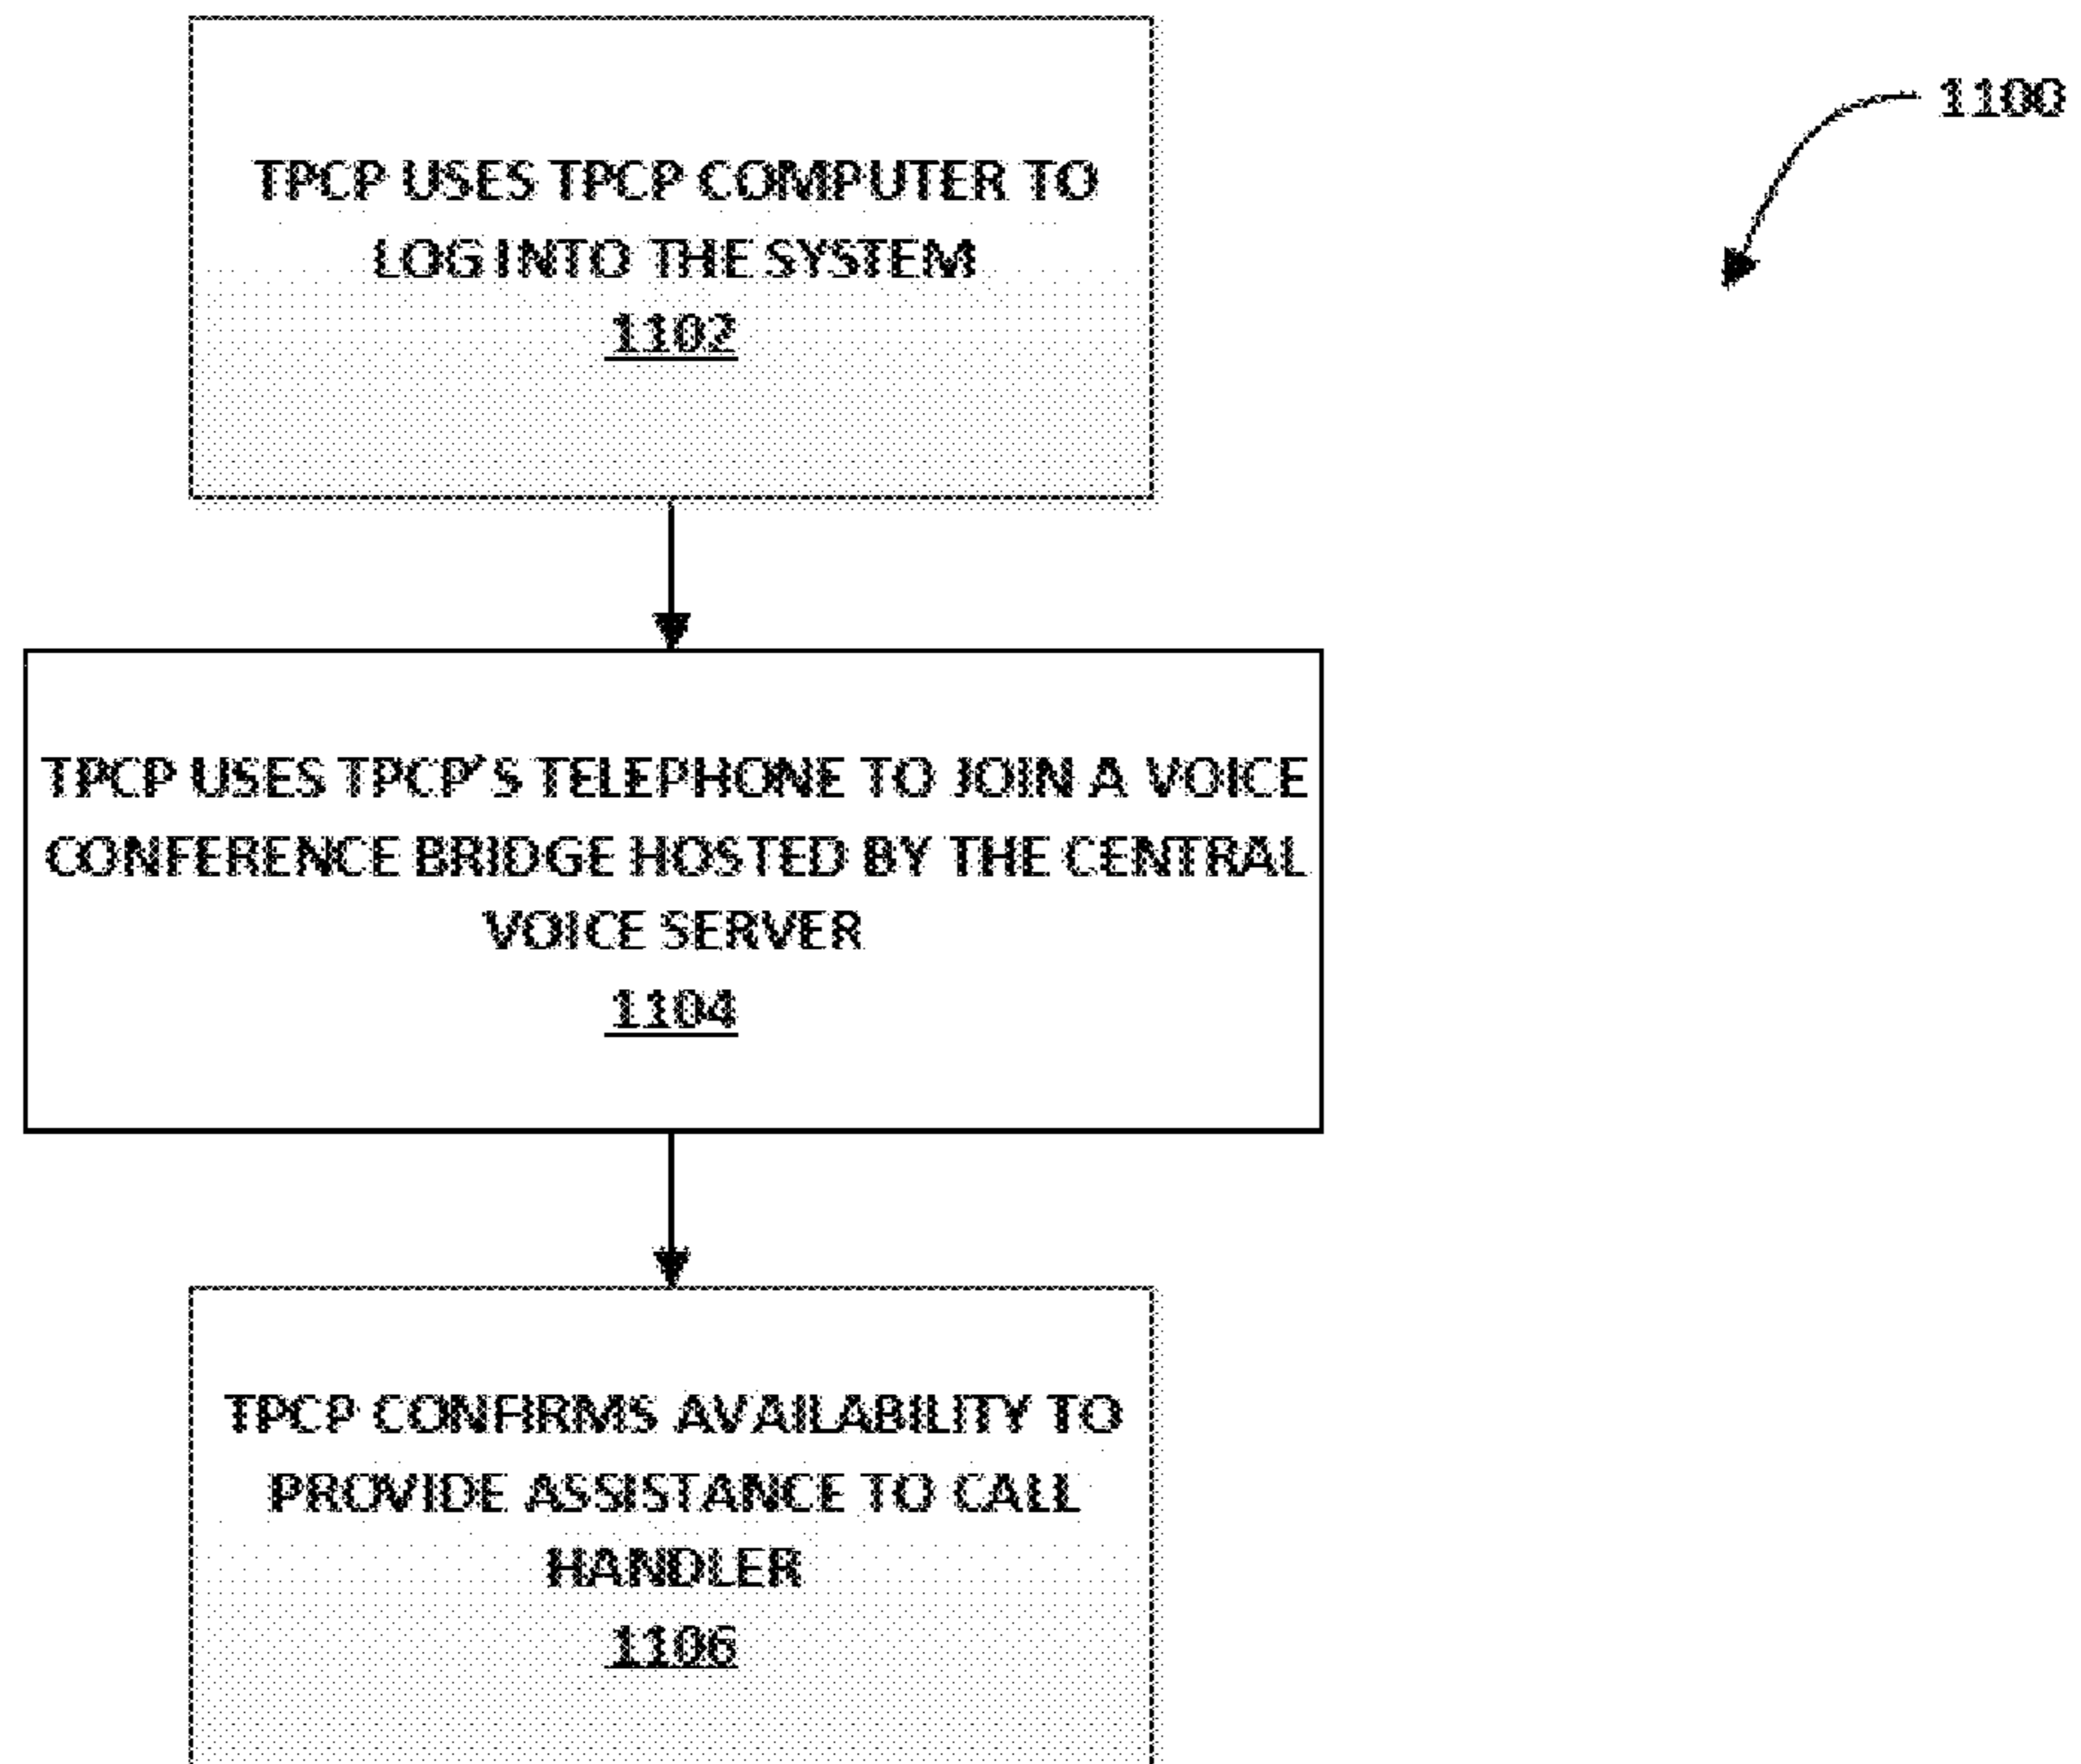 1100
TPCP USES TPCP COMPUTER TO
LOG INTO THE SYSTEM
1102
TPCP USES TPCP'S TELEPHONE TO JOIN A VOICE
CONFERENCE BRIDGE HOSTED BY THE CENTRAL
VOICE SERVER
1104
TPCP CONFIRMS AVAILABILITY TO
PROVIDE ASSISTANCE TO CALL
HANDLER
1106